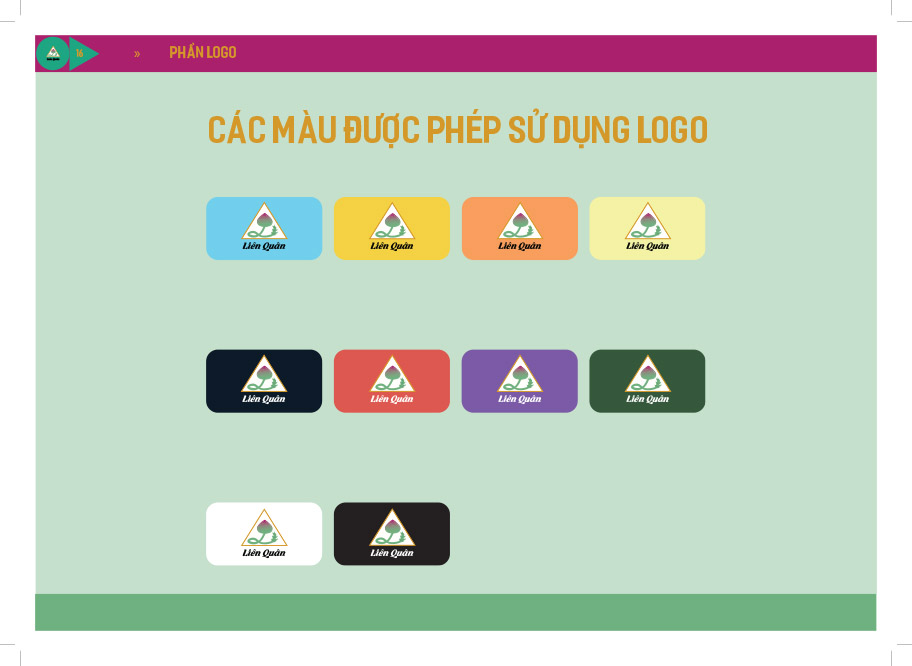 16 » PHẦN LOGO
CÁC MÀU ĐƯỢC PHÉP SỬ DỤNG LOGO
Liên Quân Liên Quân Liên Quân Liên Quân
Liên Quân Liên Quân Liên Quân Liên Quân
Liên Quân Liên Quân